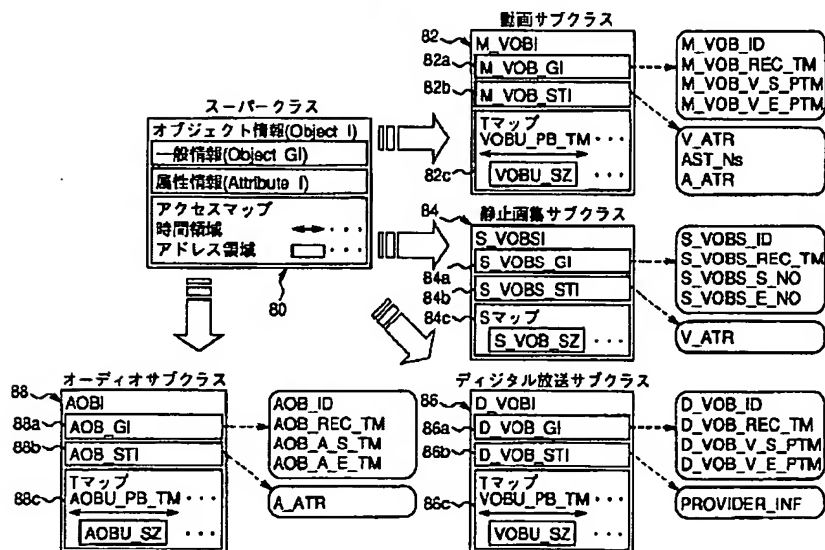 スーパークラス
オブジェクト情報(Object I)
一般情報(Object GI)
属性情報(Attribute I)
アクセスマップ
時間領域 ・・・
アドレス領域 ・・・
80
動画サブクラス
82
M_VOBI
82a
M_VOB_GI
82b
M_VOB_STI
Tマップ
VOBU_PB_TM ・・・
82c
VOBU_SZ ・・・
M_VOB_ID
M_VOB_REC_TM
M_VOB_V_S_PTM
M_VOB_V_E_PTM
V_ATR
AST_Ns
A_ATR
静止画集サブクラス
84
S_VOBSI
84a
S_VOBS_GI
84b
S_VOBS_STI
84c
Sマップ
S_VOB_SZ ・・・
S_VOBS_ID
S_VOBS_REC_TM
S_VOBS_S_NO
S_VOBS_E_NO
V_ATR
オーディオサブクラス
88
AOBI
88a
AOB_GI
88b
AOB_STI
Tマップ
88c
AOBU_PB_TM ・・・
AOBU_SZ ・・・
AOB_ID
AOB_REC_TM
AOB_A_S_TM
AOB_A_E_TM
A_ATR
ディジタル放送サブクラス
86
D_VOBI
86a
D_VOB_GI
86b
D_VOB_STI
Tマップ
VOBU_PB_TM ・・・
86c
VOBU_SZ ・・・
D_VOB_ID
D_VOB_REC_TM
D_VOB_V_S_PTM
D_VOB_V_E_PTM
PROVIDER_INF